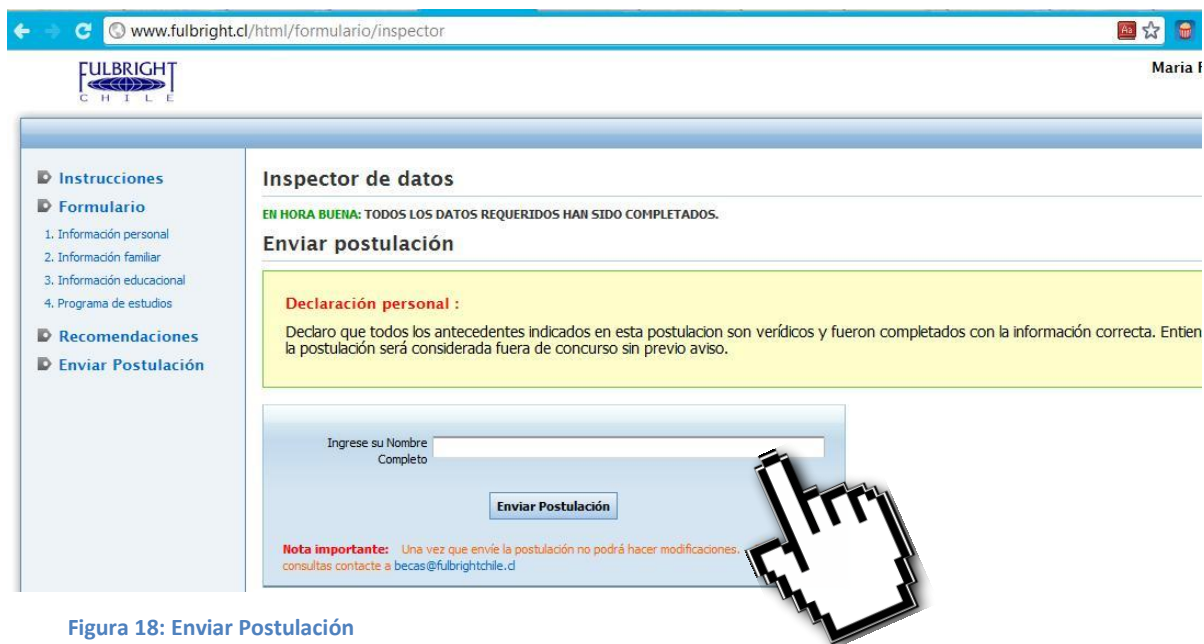 www.fulbright.cl/html/formulario/inspector
Aa
FULBRIGHT
CHILE
Maria F
Instrucciones
Formulario
1. Información personal
2. Información familiar
3. Información educacional
4. Programa de estudios
Recomendaciones
Enviar Postulación
Inspector de datos
EN HORA BUENA: TODOS LOS DATOS REQUERIDOS HAN SIDO COMPLETADOS.
Enviar postulación
Declaración personal :
Declaro que todos los antecedentes indicados en esta postulacion son verídicos y fueron completados con la información correcta. Entien
la postulación será considerada fuera de concurso sin previo aviso.
Ingrese su Nombre
Completo
Enviar Postulación
Nota importante: Una vez que envíe la postulación no podrá hacer modificaciones.
consultas contacte a becas@fulbrightchile.cl
Figura 18: Enviar Postulación